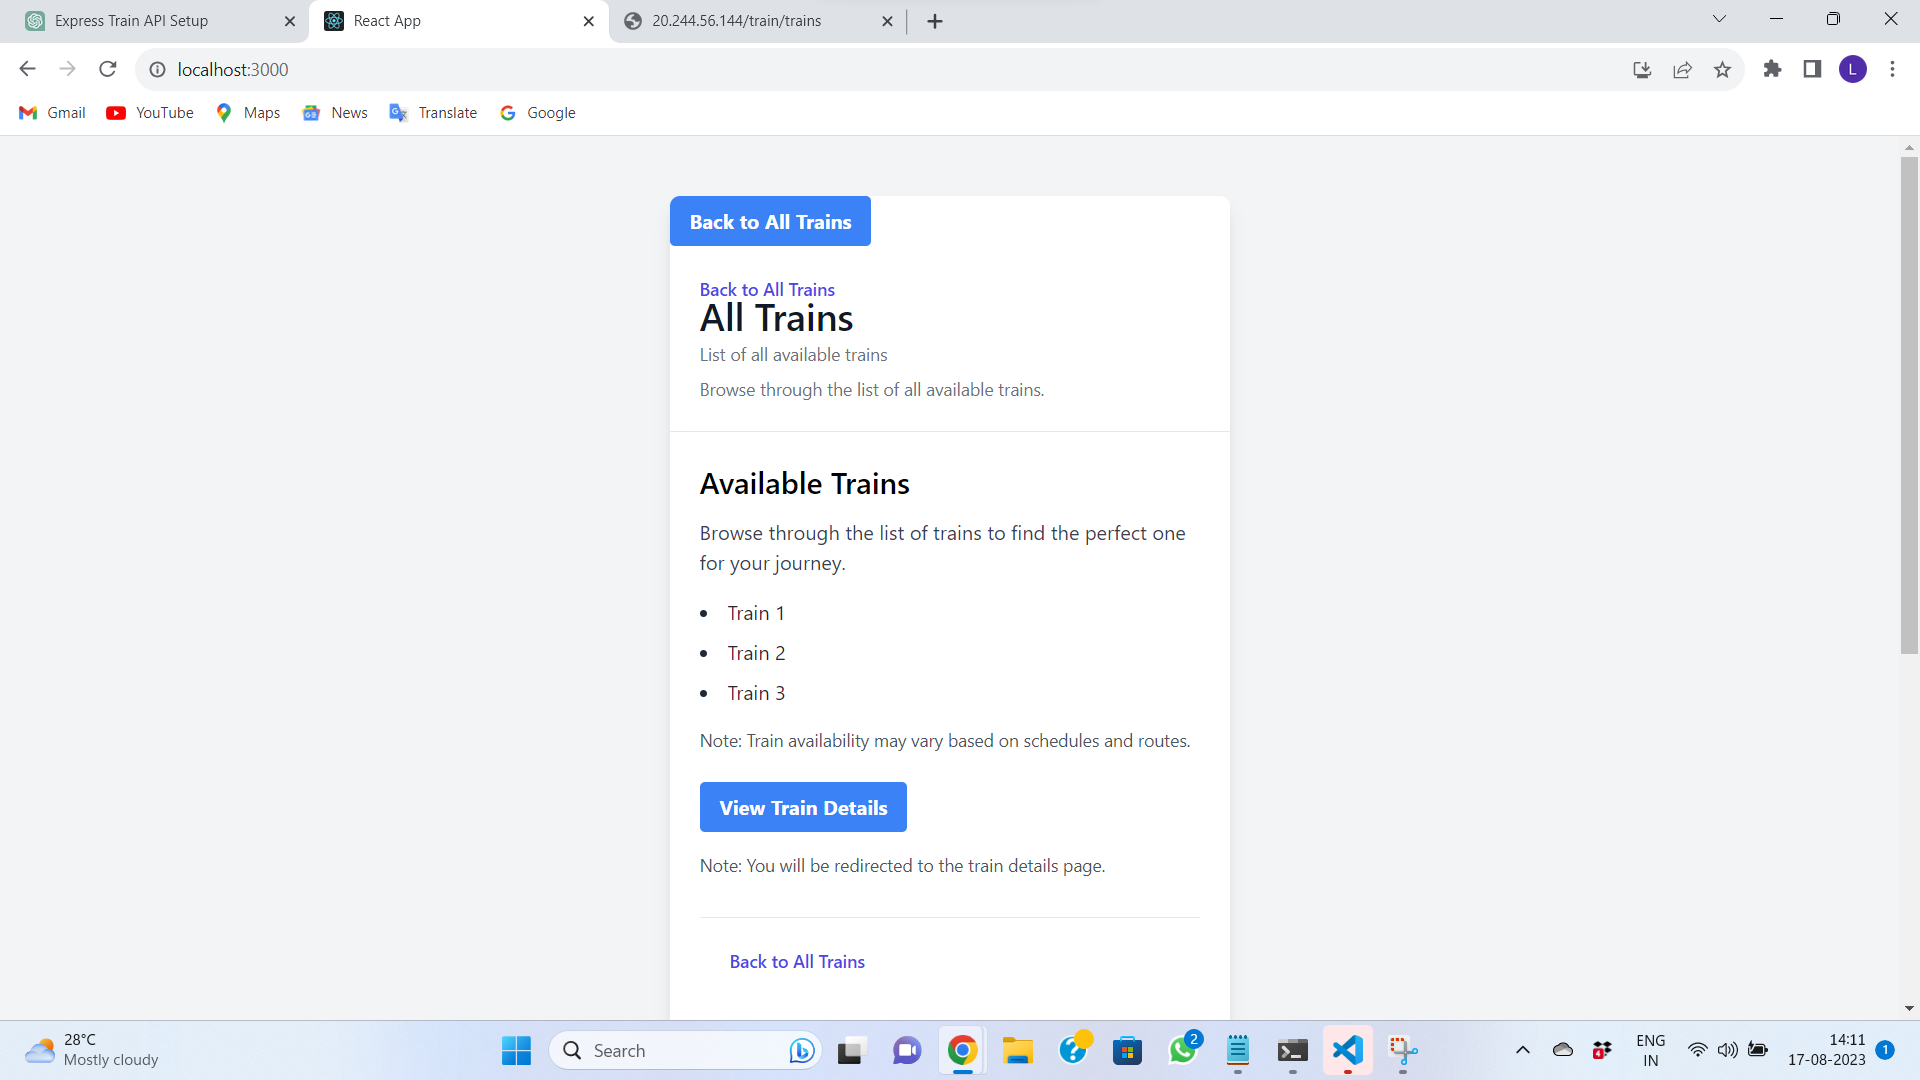 Express Train API Setup
React App
20.244.56.144/train/trains
localhost:3000
L
Gmail
YouTube
Maps
News
Translate
Google
Back to All Trains
Back to All Trains
All Trains
List of all available trains
Browse through the list of all available trains.
Available Trains
Browse through the list of trains to find the perfect one
for your journey.
Train 1
Train 2
Train 3
Note: Train availability may vary based on schedules and routes.
View Train Details
Note: You will be redirected to the train details page.
Back to All Trains
28°C
Mostly cloudy
Search
2
4
ENG
IN
14:11
17-08-2023
1